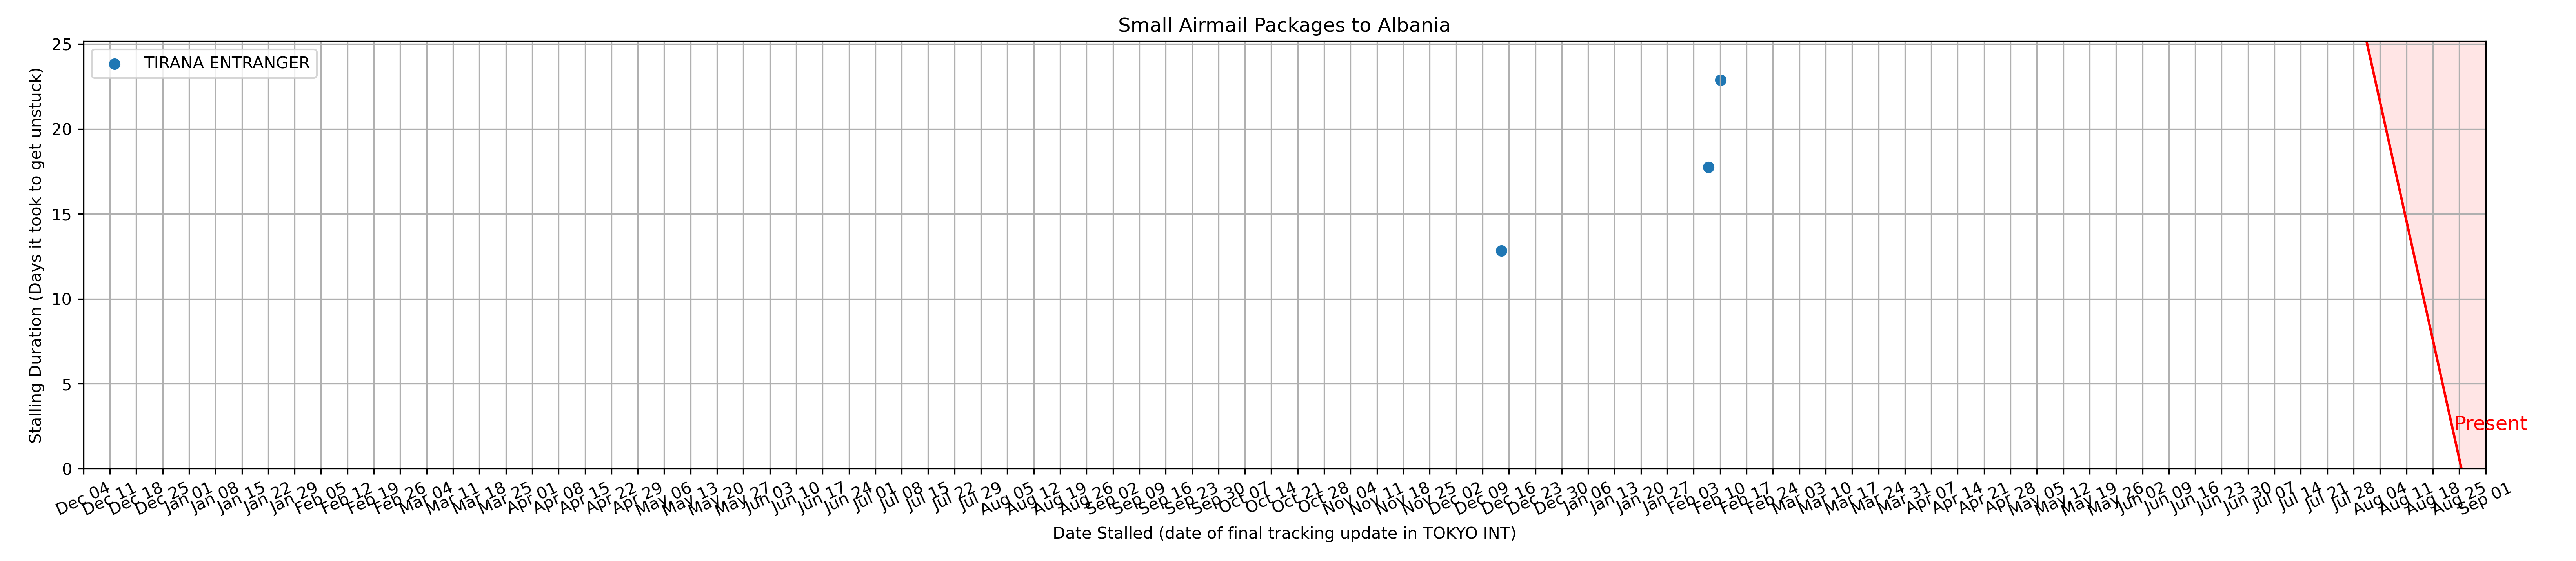 Small Airmail Packages to Albania
TIRANA ENTRANGER
Stalling Duration (Days it took to get unstuck)
25
20
15
10
5
0
Present
Dec 04 Dec 11 Dec 18 Dec 25 Jan 01 Jan 08 Jan 15 Jan 22 Jan 29 Feb 05 Feb 12 Feb 19 Feb 26 Mar 04 Mar 11 Mar 18 Mar 25 Apr 01 Apr 08 Apr 15 Apr 22 Apr 29 May 06 May 13 May 20 May 27 Jun 03 Jun 10 Jun 17 Jun 24 Jul 01 Jul 08 Jul 15 Jul 22 Jul 29 Aug 05 Aug 12 Aug 19 Aug 26 Sep 02 Sep 09 Sep 16 Sep 23 Sep 30 Oct 07 Oct 14 Oct 21 Oct 28 Nov 04 Nov 11 Nov 18 Nov 25 Dec 02 Dec 09 Dec 16 Dec 23 Dec 30 Jan 06 Jan 13 Jan 20 Jan 27 Feb 03 Feb 10 Feb 17 Feb 24 Mar 03 Mar 10 Mar 17 Mar 24 Mar 31 Apr 07 Apr 14 Apr 21 Apr 28 May 05 May 12 May 19 May 26 Jun 02 Jun 09 Jun 16 Jun 23 Jun 30 Jul 07 Jul 14 Jul 21 Jul 28 Aug 04 Aug 11 Aug 18 Aug 25 Sep 01
Date Stalled (date of final tracking update in TOKYO INT)